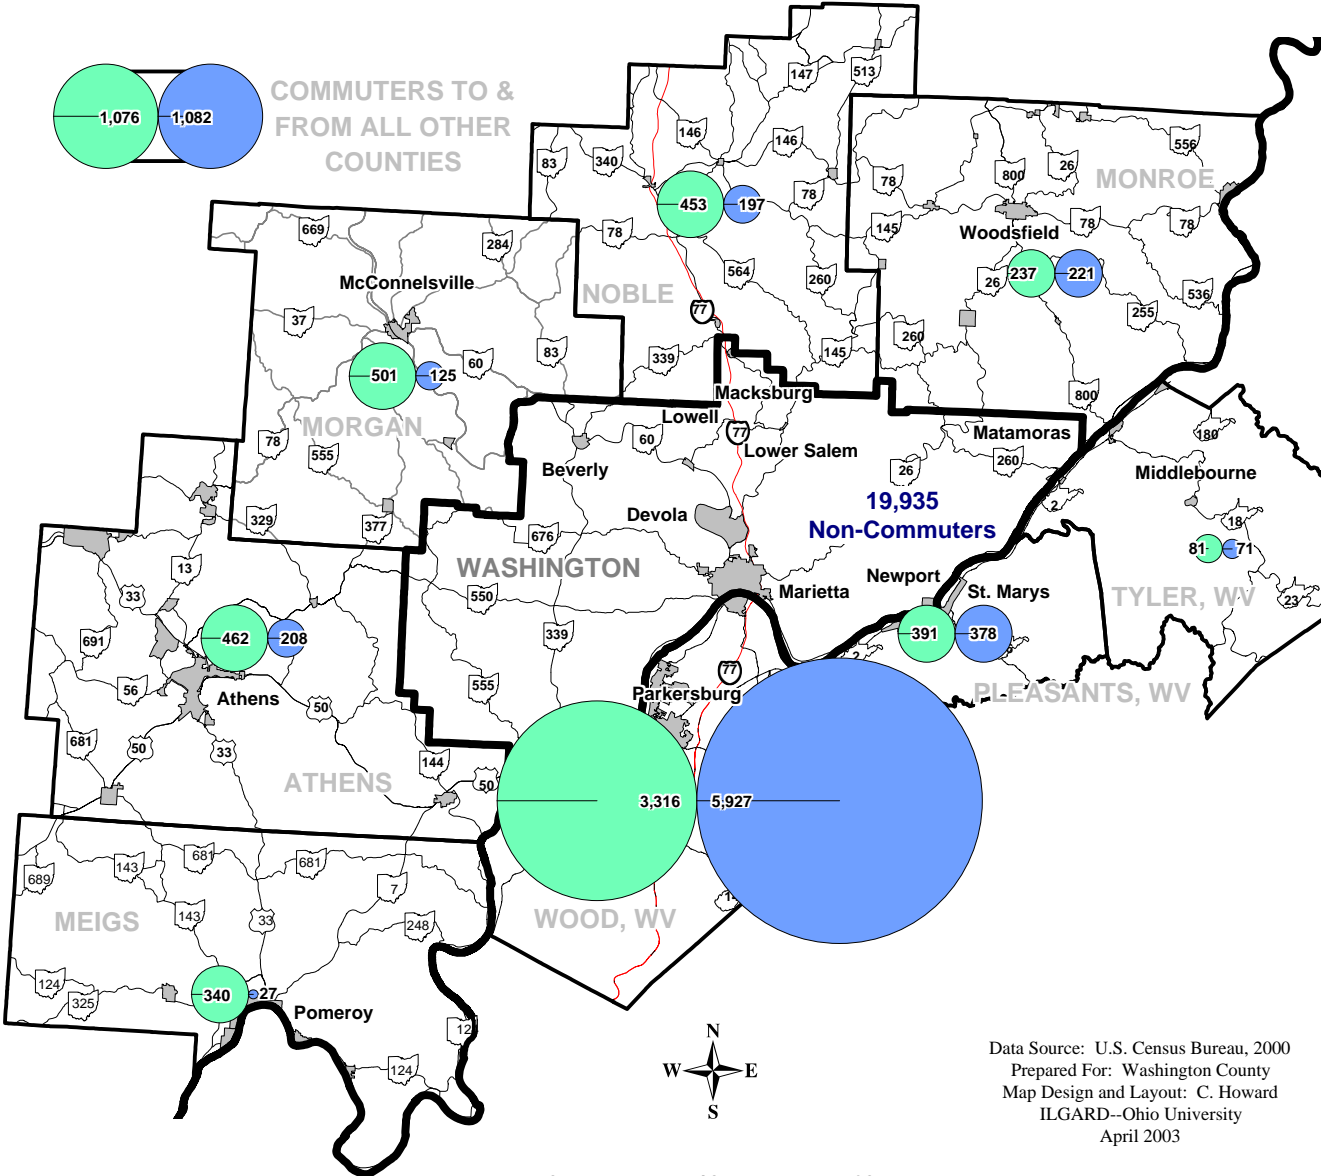 COMMUTERS TO &
FROM ALL OTHER
COUNTIES
1,076
1,082
147
513
146
146
340
83
78
78
564
260
145
339
453
197
NOBLE
77
556
26
800
78
78
78
145
MONROE
Woodsfield
237
221
26
536
255
260
800
669
284
McConnelsville
37
60
83
501
125
MORGAN
78
555
329
377
Macksburg
Lowell
60
77
Lower Salem
Matamoras
26
260
Beverly
19,935
Non-Commuters
Devola
676
WASHINGTON
550
339
555
Marietta
Newport
St. Marys
391
378
2
2
PLEASANTS, WV
180
Middlebourne
18
81
71
TYLER, WV
23
13
33
691
462
208
56
Athens
50
681
50
33
144
50
ATHENS
77
Parkersburg
3,316
5,927
WOOD, WV
681
681
143
689
7
MEIGS
143
33
248
124
325
340
27
Pomeroy
12
124
N
W
E
S
Data Source: U.S. Census Bureau, 2000
Prepared For: Washington County
Map Design and Layout: C. Howard
ILGARD--Ohio University
April 2003